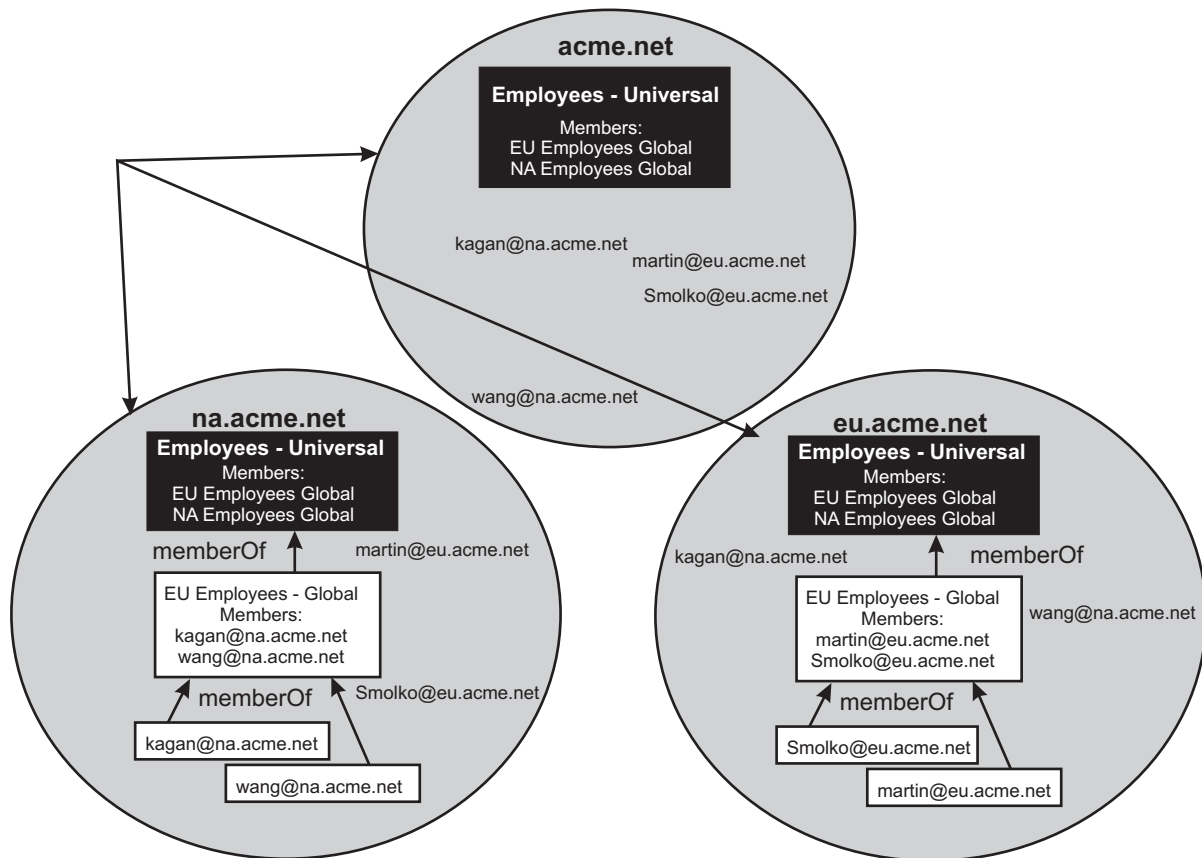 acme.net
Employees - Universal
Members:
EU Employees Global
NA Employees Global
kagan@na.acme.net
martin@eu.acme.net
Smolko@eu.acme.net
wang@na.acme.net
na.acme.net
Employees - Universal
Members:
EU Employees Global
NA Employees Global
memberOf
martin@eu.acme.net
EU Employees - Global
Members:
kagan@na.acme.net
wang@na.acme.net
memberOf
Smolko@eu.acme.net
kagan@na.acme.net
wang@na.acme.net
eu.acme.net
Employees - Universal
Members:
EU Employees Global
NA Employees Global
kagan@na.acme.net
memberOf
EU Employees - Global
Members:
martin@eu.acme.net
Smolko@eu.acme.net
wang@na.acme.net
memberOf
Smolko@eu.acme.net
martin@eu.acme.net